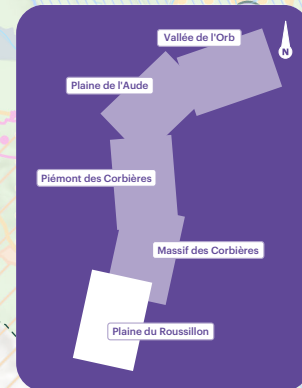 Vallée de l'Orb
N
Plaine de l'Aude
Piémont des Corbières
Massif des Corbières
Plaine du Roussillon